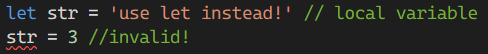 let str = 'use let instead!' // local variable
str = 3 //invalid!